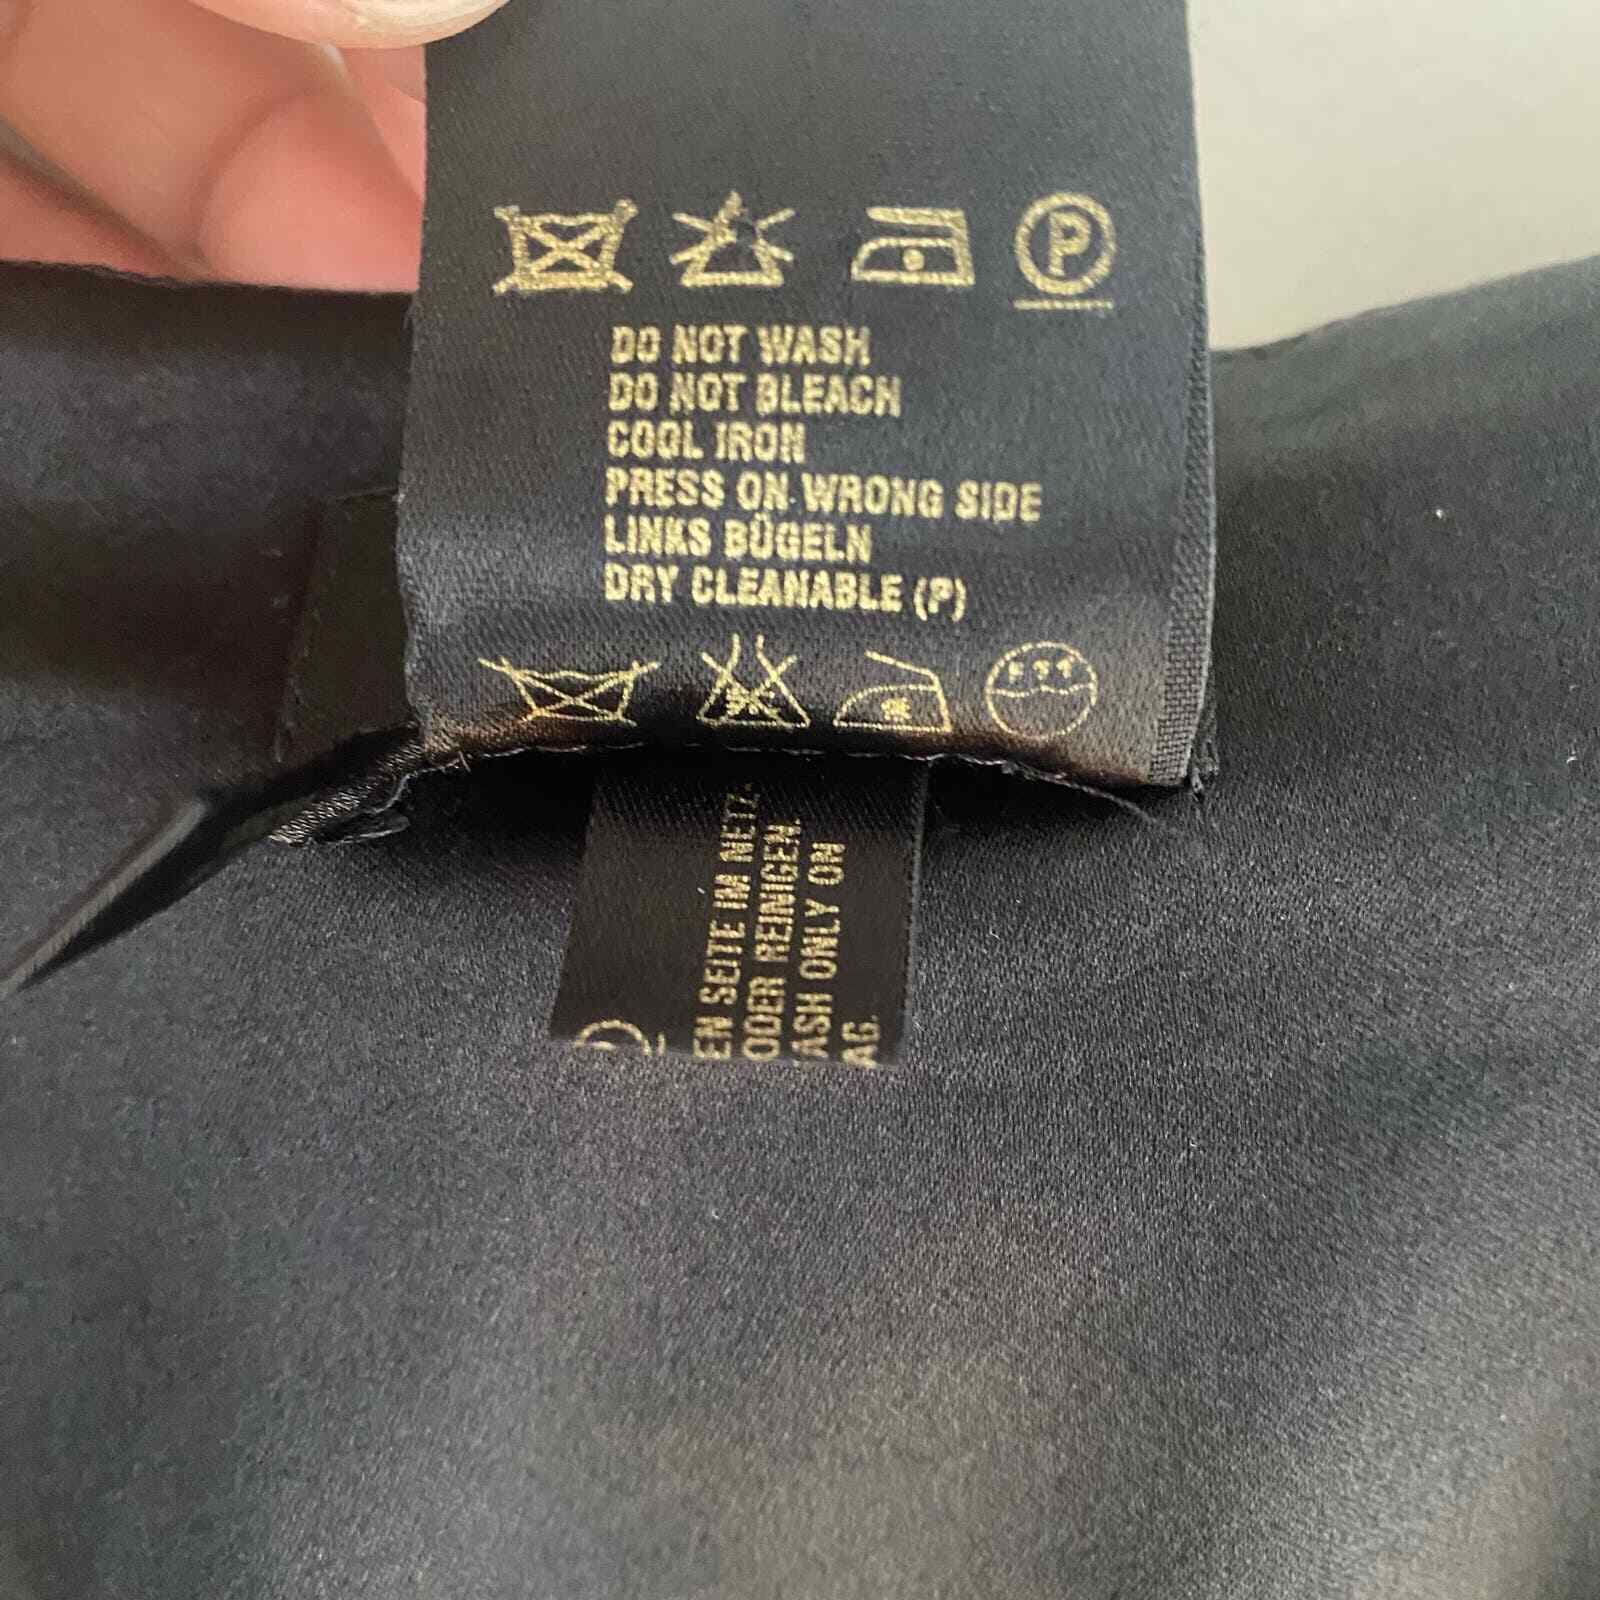 P
DO NOT WASH
DO NOT BLEACH
COOL IRON
PRESS ON WRONG SIDE
LINKS BÜGELN
DRY CLEANABLE (P)
EN SEITE IM NETZ-
ODER REINIGEN.
ASH ONLY ON
AG.